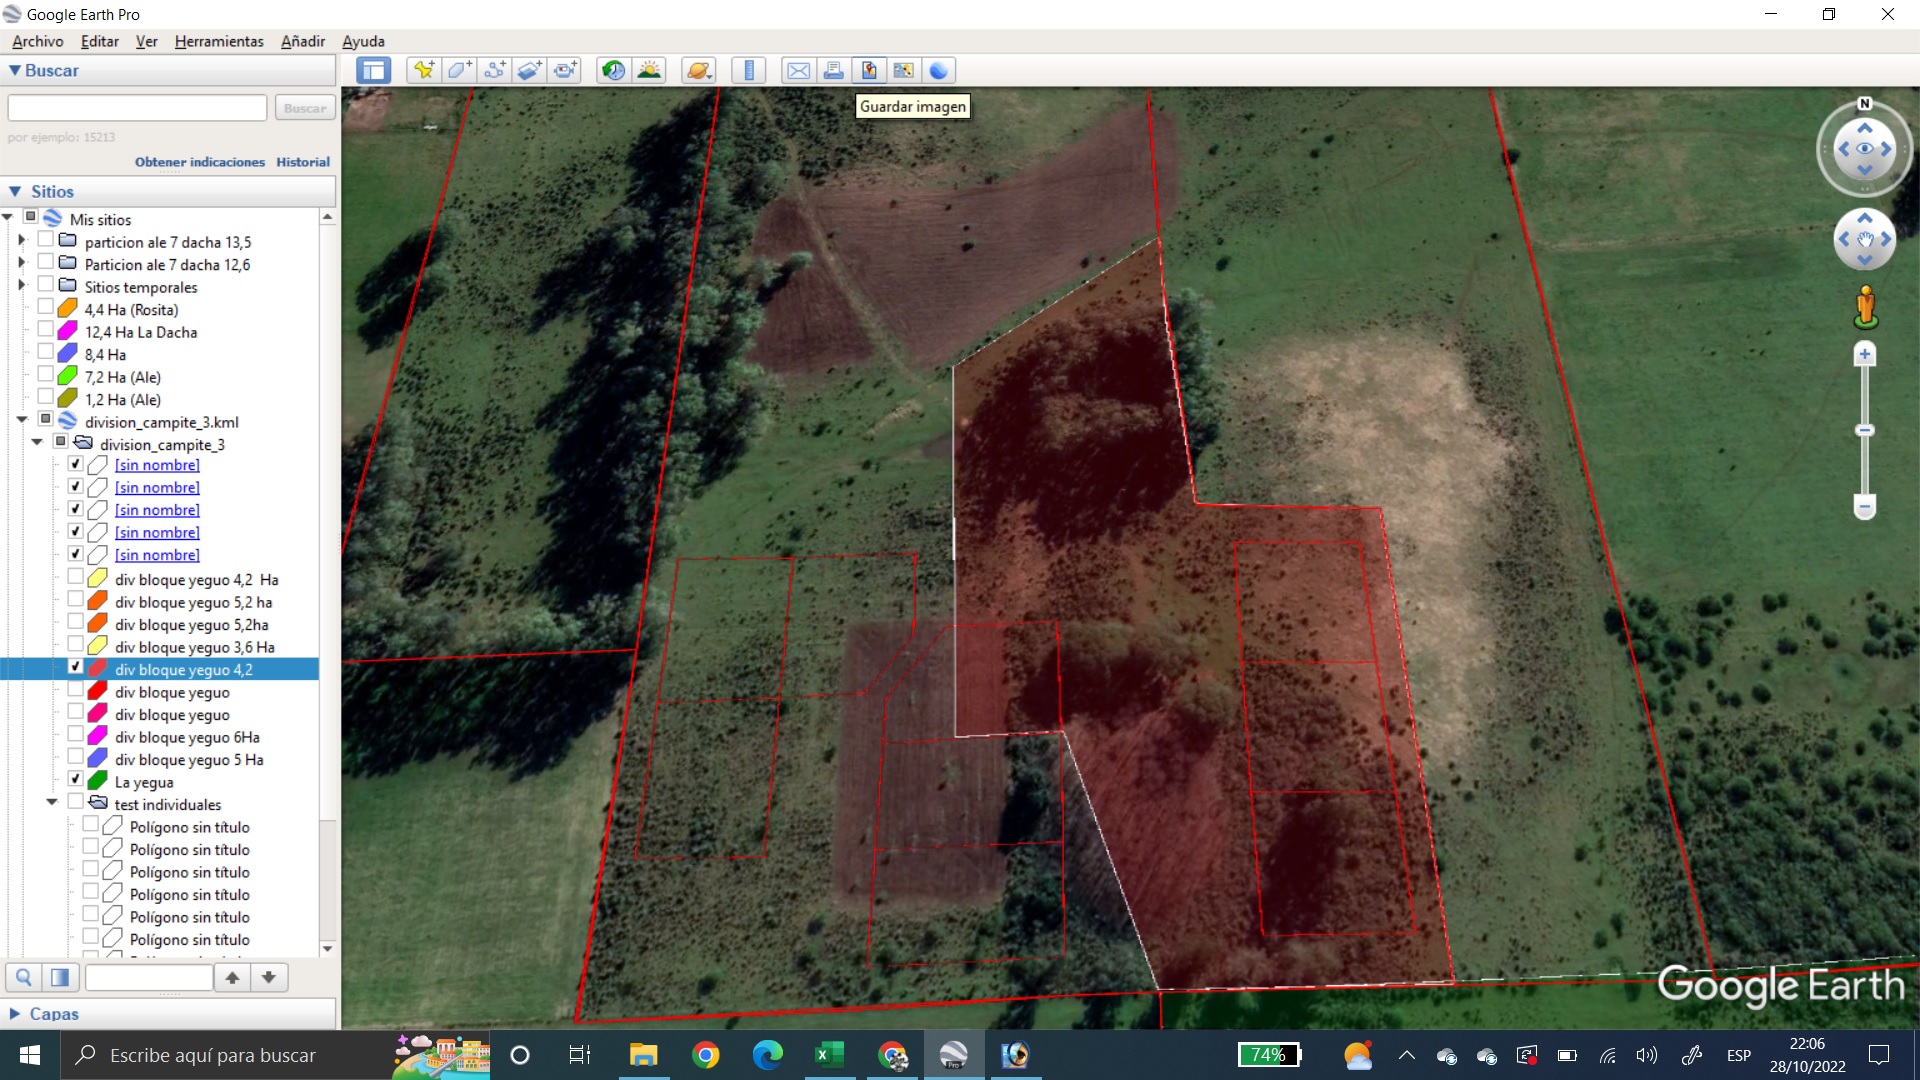 Google Earth Pro
Archivo Editar Ver Herramientas Añadir Ayuda
Buscar
Buscar
por ejemplo: 15213
Obtener indicaciones Historial
Guardar imagen
N
Sitios
Mis sitios
particion ale 7 dacha 13,5
Particion ale 7 dacha 12,6
Sitios temporales
4,4 Ha (Rosita)
12,4 Ha La Dacha
8,4 Ha
7,2 Ha (Ale)
1,2 Ha (Ale)
division_campite_3.kml
division_campite_3
[sin nombre]
[sin nombre]
[sin nombre]
[sin nombre]
[sin nombre]
div bloque yeguo 4,2 Ha
div bloque yeguo 5,2 ha
div bloque yeguo 5,2ha
div bloque yeguo 3,6 Ha
div bloque yeguo 4,2
div bloque yeguo
div bloque yeguo
div bloque yeguo 6Ha
div bloque yeguo 5 Ha
La yegua
test individuales
Polígono sin título
Polígono sin título
Polígono sin título
Polígono sin título
Polígono sin título
Polígono sin título
Capas
Google Earth
Escribe aquí para buscar
Pro
74%
ESP
22:06
28/10/2022